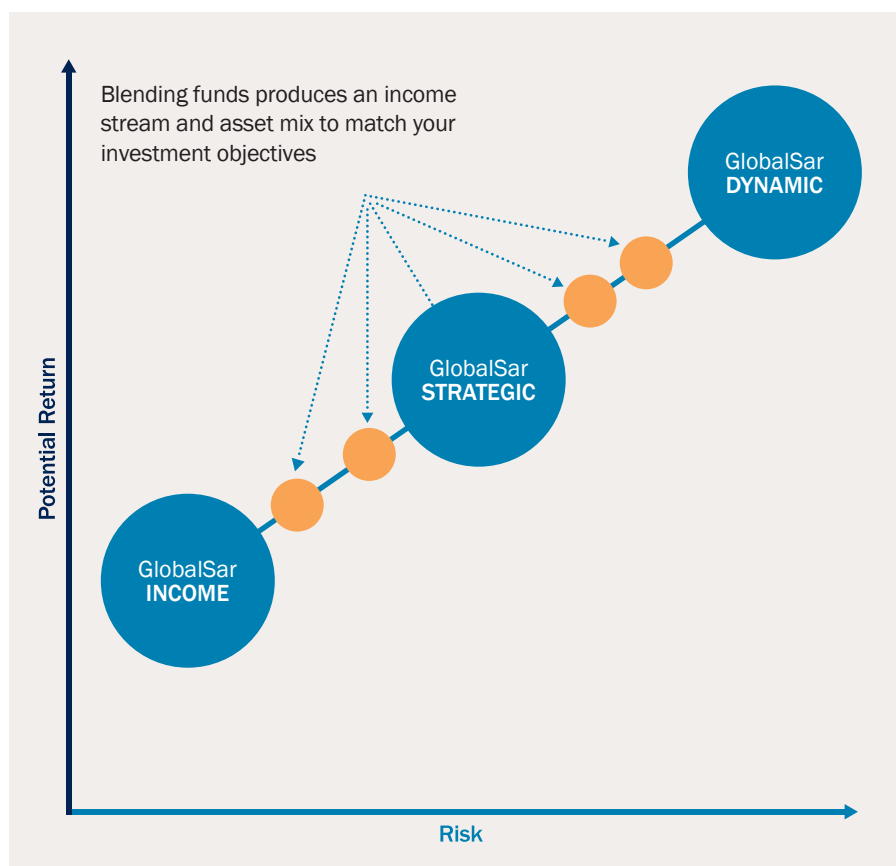 Blending funds produces an income
stream and asset mix to match your
investment objectives
GlobalSar
DYNAMIC
GlobalSar
STRATEGIC
GlobalSar
INCOME
Potential Return
Risk